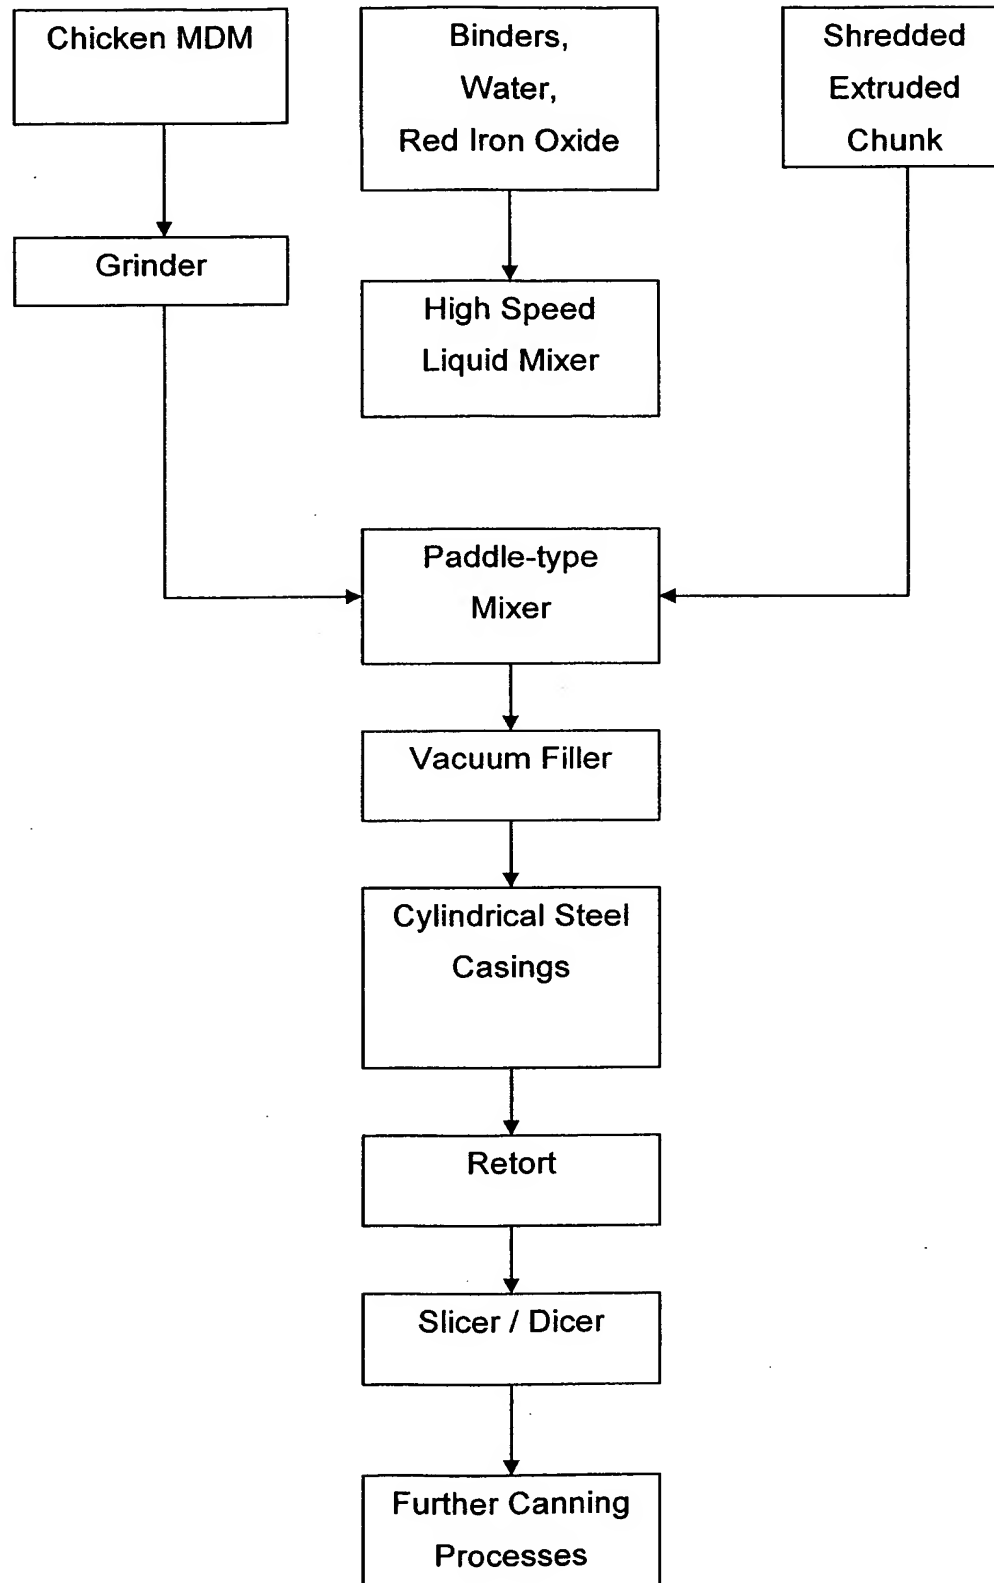 Chicken MDM
Binders,
Water,
Red Iron Oxide
Shredded
Extruded
Chunk
Grinder
High Speed
Liquid Mixer
Paddle-type
Mixer
Vacuum Filler
Cylindrical Steel
Casings
Retort
Slicer / Dicer
Further Canning
Processes